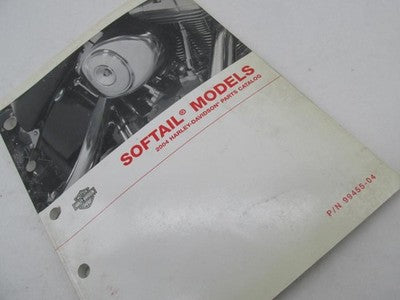 SOFTAIL® MODELS
2004 HARLEY-DAVIDSON® PARTS CATALOG
P/N 99455-04